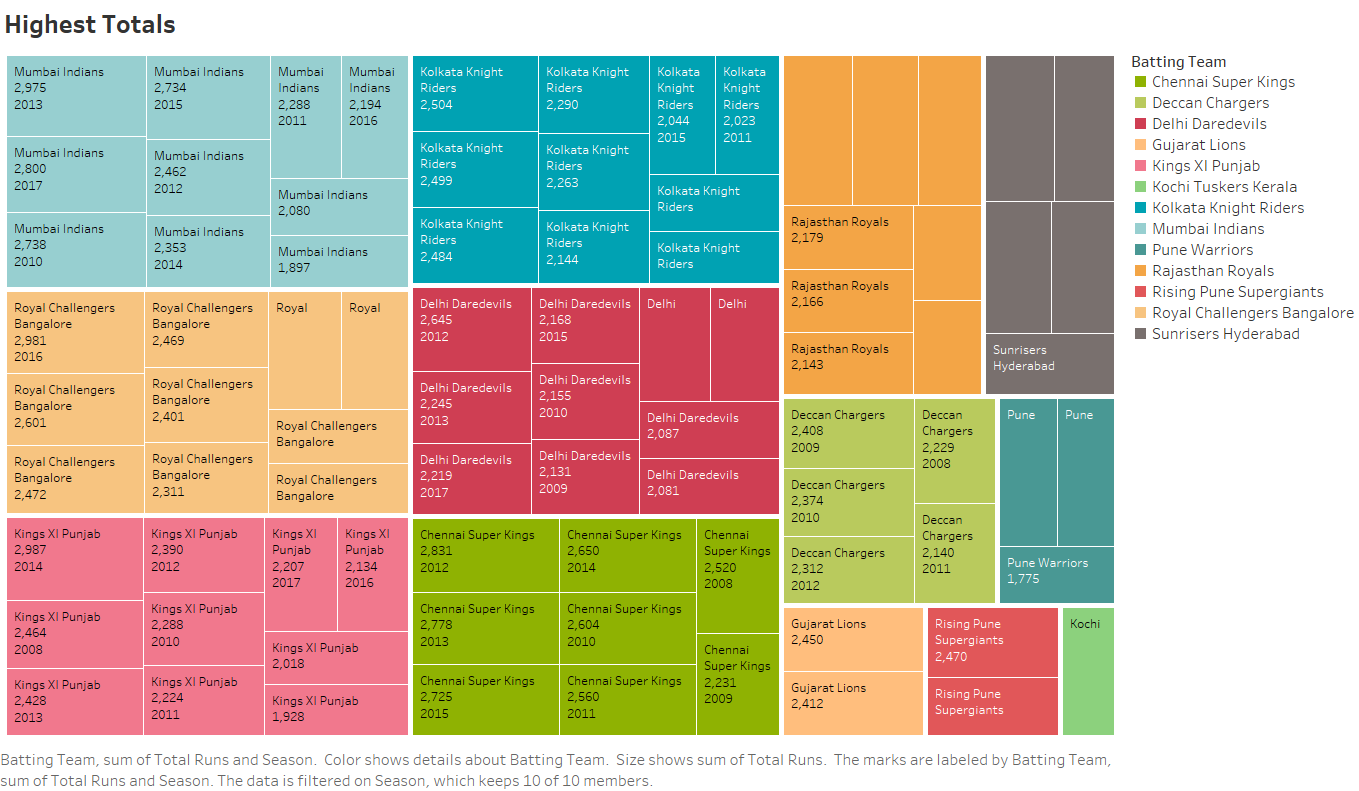 Highest Totals
Mumbai Indians
2,975
2013
Mumbai Indians
2,800
2017
Mumbai Indians
2,738
2010
Mumbai Indians
2,734
2015
Mumbai Indians
2,462
2012
Mumbai Indians
2,353
2014
Mumbai
Indians
2,288
2011
Mumbai
Indians
2,194
2016
Mumbai Indians
2,080
Mumbai Indians
1,897
Royal Challengers
Bangalore
2,981
2016
Royal Challengers
Bangalore
2,601
Royal Challengers
Bangalore
2,472
Royal Challengers
Bangalore
2,469
Royal Challengers
Bangalore
2,401
Royal Challengers
Bangalore
2,311
Royal
Royal
Royal Challengers
Bangalore
Royal Challengers
Bangalore
Kings XI Punjab
2,987
2014
Kings XI Punjab
2,464
2008
Kings XI Punjab
2,428
2013
Kings XI Punjab
2,390
2012
Kings XI Punjab
2,288
2010
Kings XI Punjab
2,224
2011
Kings XI
Punjab
2,207
2017
Kings XI
Punjab
2,134
2016
Kings XI Punjab
2,018
Kings XI Punjab
1,928
Kolkata Knight
Riders
2,504
Kolkata Knight
Riders
2,499
Kolkata Knight
Riders
2,484
Kolkata Knight
Riders
2,290
Kolkata Knight
Riders
2,263
Kolkata Knight
Riders
2,144
Kolkata
Knight
Riders
2,044
2015
Kolkata
Knight
Riders
2,023
2011
Kolkata Knight
Riders
Kolkata Knight
Riders
Delhi Daredevils
2,645
2012
Delhi Daredevils
2,245
2013
Delhi Daredevils
2,219
2017
Delhi Daredevils
2,168
2015
Delhi Daredevils
2,155
2010
Delhi Daredevils
2,131
2009
Delhi
Delhi
Delhi Daredevils
2,087
Delhi Daredevils
2,081
Chennai Super Kings
2,831
2012
Chennai Super Kings
2,778
2013
Chennai Super Kings
2,725
2015
Chennai Super Kings
2,650
2014
Chennai Super Kings
2,604
2010
Chennai Super Kings
2,560
2011
Chennai
Super Kings
2,520
2008
Chennai
Super Kings
2,231
2009
Rajasthan Royals
2,179
Rajasthan Royals
2,166
Rajasthan Royals
2,143
Sunrisers
Hyderabad
Deccan Chargers
2,408
2009
Deccan Chargers
2,374
2010
Deccan Chargers
2,312
2012
Deccan
Chargers
2,229
2008
Deccan
Chargers
2,140
2011
Pune
Pune
Pune Warriors
1,775
Gujarat Lions
2,450
Gujarat Lions
2,412
Rising Pune
Supergiants
2,470
Rising Pune
Supergiants
Kochi
Batting Team
Chennai Super Kings
Deccan Chargers
Delhi Daredevils
Gujarat Lions
Kings XI Punjab
Kochi Tuskers Kerala
Kolkata Knight Riders
Mumbai Indians
Pune Warriors
Rajasthan Royals
Rising Pune Supergiants
Royal Challengers Bangalore
Sunrisers Hyderabad
Batting Team, sum of Total Runs and Season.  Color shows details about Batting Team.  Size shows sum of Total Runs.  The marks are labeled by Batting Team,
sum of Total Runs and Season. The data is filtered on Season, which keeps 10 of 10 members.